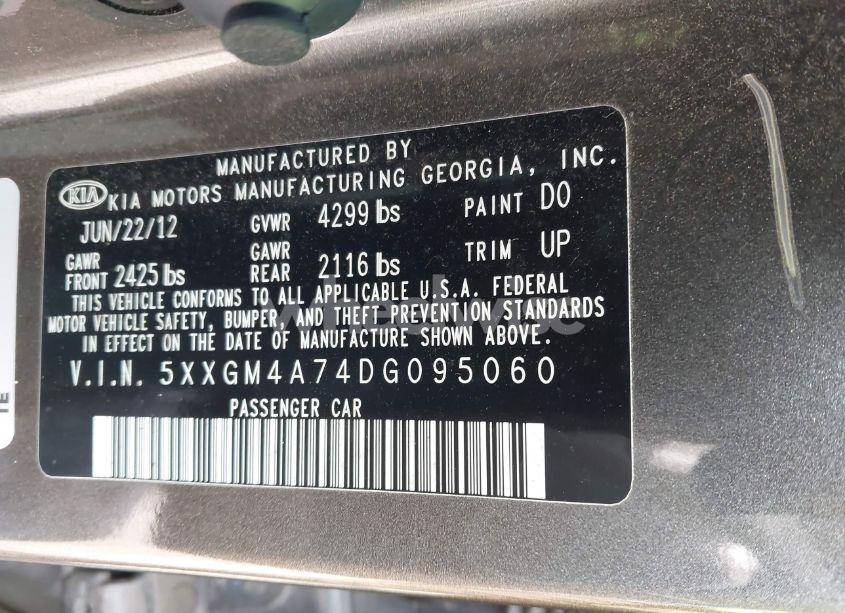 MANUFACTURED BY
KIA KIA MOTORS MANUFACTURING GEORGIA, INC.
JUN/22/12 GVWR 4299 lbs PAINT DO
GAWR FRONT 2425 lbs GAWR REAR 2116 lbs TRIM UP
THIS VEHICLE CONFORMS TO ALL APPLICABLE U.S.A. FEDERAL
MOTOR VEHICLE SAFETY, BUMPER, AND THEFT PREVENTION STANDARDS
IN EFFECT ON THE DATE OF MANUFACTURE SHOWN ABOVE.
V.I.N. 5XXGM4A74DG095060
PASSENGER CAR